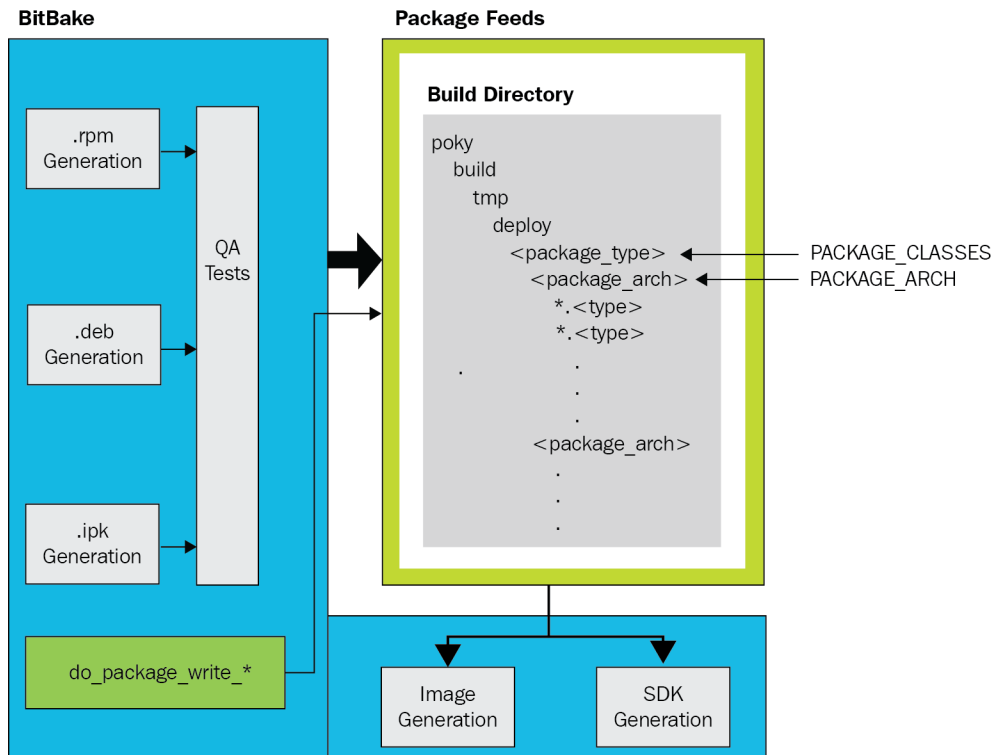 BitBake
Package Feeds
.rpm
Generation
.deb
Generation
.ipk
Generation
QA
Tests
do_package_write_*
Build Directory
poky
build
tmp
deploy
<package_type>
PACKAGE_CLASSES
<package_arch>
PACKAGE_ARCH
*.<type>
*.<type>
.
.
.
.
<package_arch>
.
.
.
Image
Generation
SDK
Generation